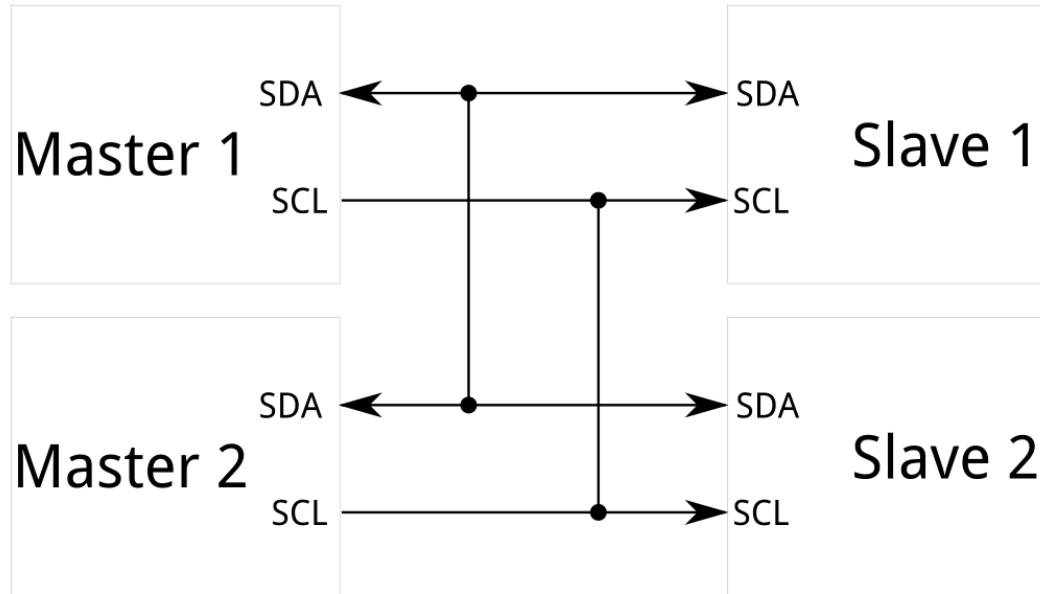 SDA
Master 1
SCL
SDA
Slave 1
SCL
SDA
Master 2
SCL
SDA
Slave 2
SCL